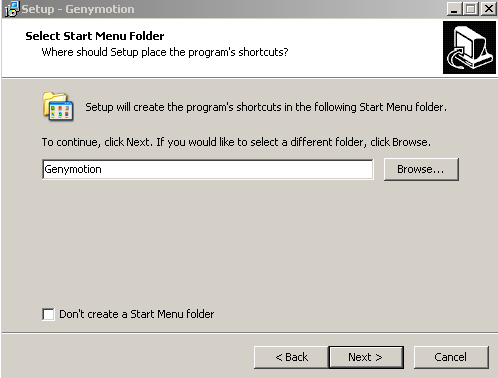 Setup - Genymotion
Select Start Menu Folder
Where should Setup place the program's shortcuts?
Setup will create the program's shortcuts in the following Start Menu folder.
To continue, click Next. If you would like to select a different folder, click Browse.
Genymotion
Browse...
Don't create a Start Menu folder
< Back
Next >
Cancel